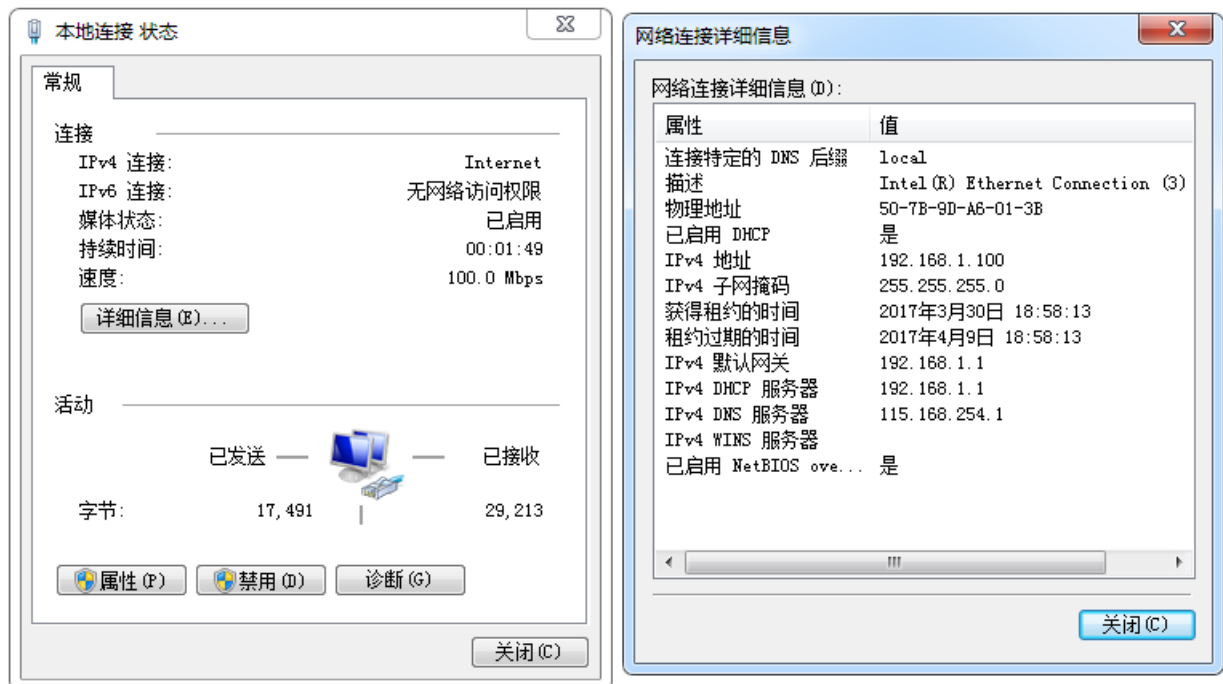 本地连接 状态
常规
连接
IPv4 连接: Internet
IPv6 连接: 无网络访问权限
媒体状态: 已启用
持续时间: 00:01:49
速度: 100.0 Mbps
详细信息(E)...
活动
已发送 已接收
字节: 17,491 29,213
属性(P) 禁用(D) 诊断(G)
关闭(C)
网络连接详细信息
网络连接详细信息(D):
属性 值
连接特定的 DNS 后缀 local
描述 Intel(R) Ethernet Connection (3)
物理地址 50-7B-9D-A6-01-3B
已启用 DHCP 是
IPv4 地址 192.168.1.100
IPv4 子网掩码 255.255.255.0
获得租约的时间 2017年3月30日 18:58:13
租约过期的时间 2017年4月9日 18:58:13
IPv4 默认网关 192.168.1.1
IPv4 DHCP 服务器 192.168.1.1
IPv4 DNS 服务器 115.168.254.1
IPv4 WINS 服务器
已启用 NetBIOS ove... 是
关闭(C)